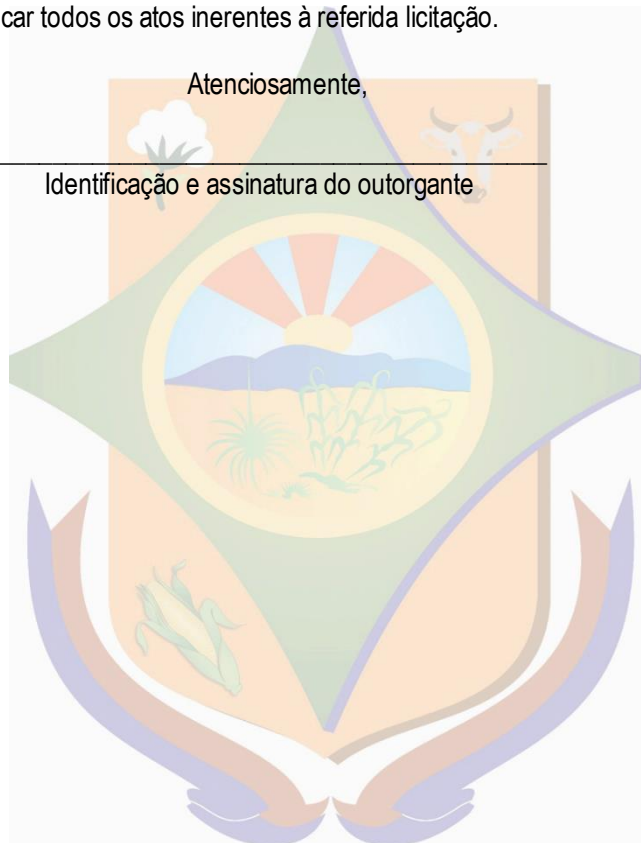 car todos os atos inerentes à referida licitação.
Atenciosamente,
Identificação e assinatura do outorgante